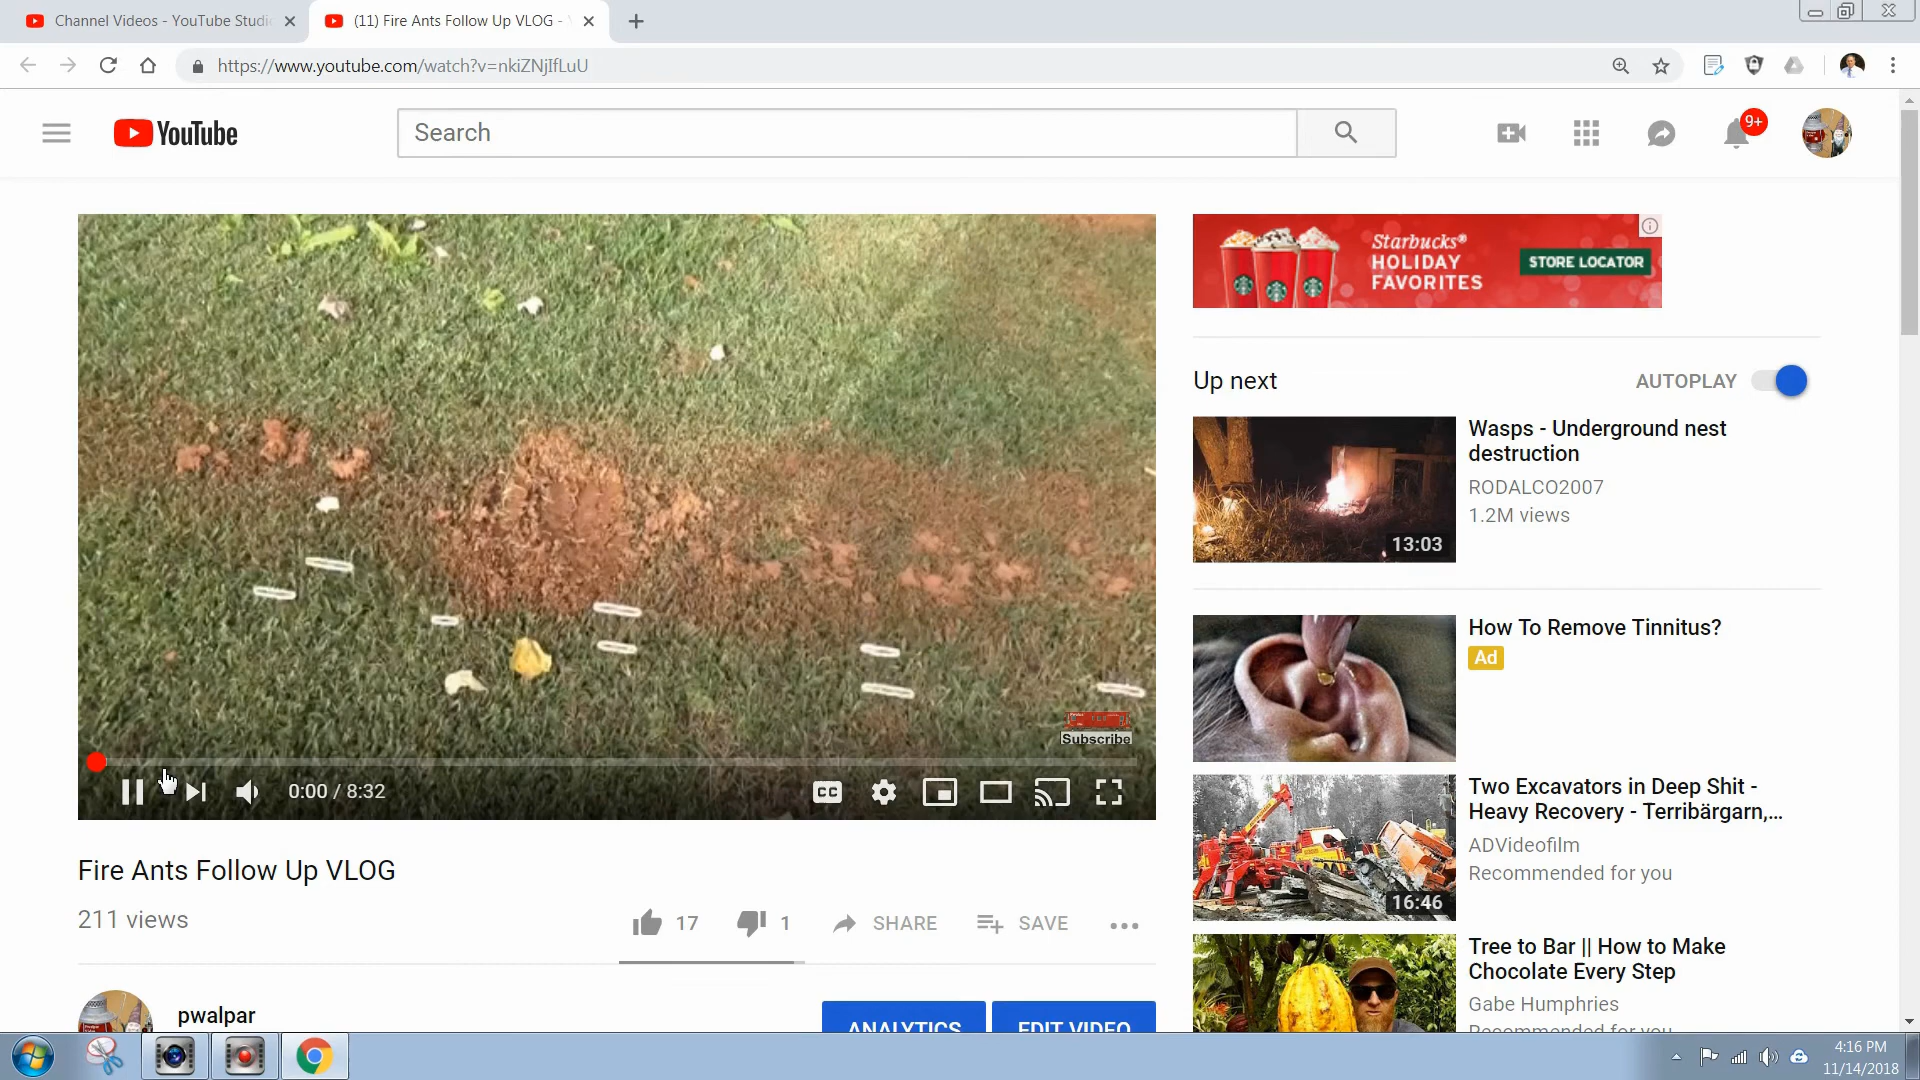 Channel Videos - YouTube Studi
(11) Fire Ants Follow Up VLOG -
https://www.youtube.com/watch?v=nkiZNjIfLuU
YouTube
Search
9+
Starbucks®
HOLIDAY
FAVORITES
STORE LOCATOR
Up next
AUTOPLAY
Wasps - Underground nest
destruction
RODALCO2007
1.2M views
13:03
How To Remove Tinnitus?
Ad
Two Excavators in Deep Shit -
Heavy Recovery - Terribärgarn,...
ADVideofilm
Recommended for you
16:46
Tree to Bar || How to Make
Chocolate Every Step
Gabe Humphries
Recommended for you
Subscribe
0:00 / 8:32
CC
Fire Ants Follow Up VLOG
211 views
17
1
SHARE
SAVE
pwalpar
ANALYTICS
EDIT VIDEO
4:16 PM
11/14/2018